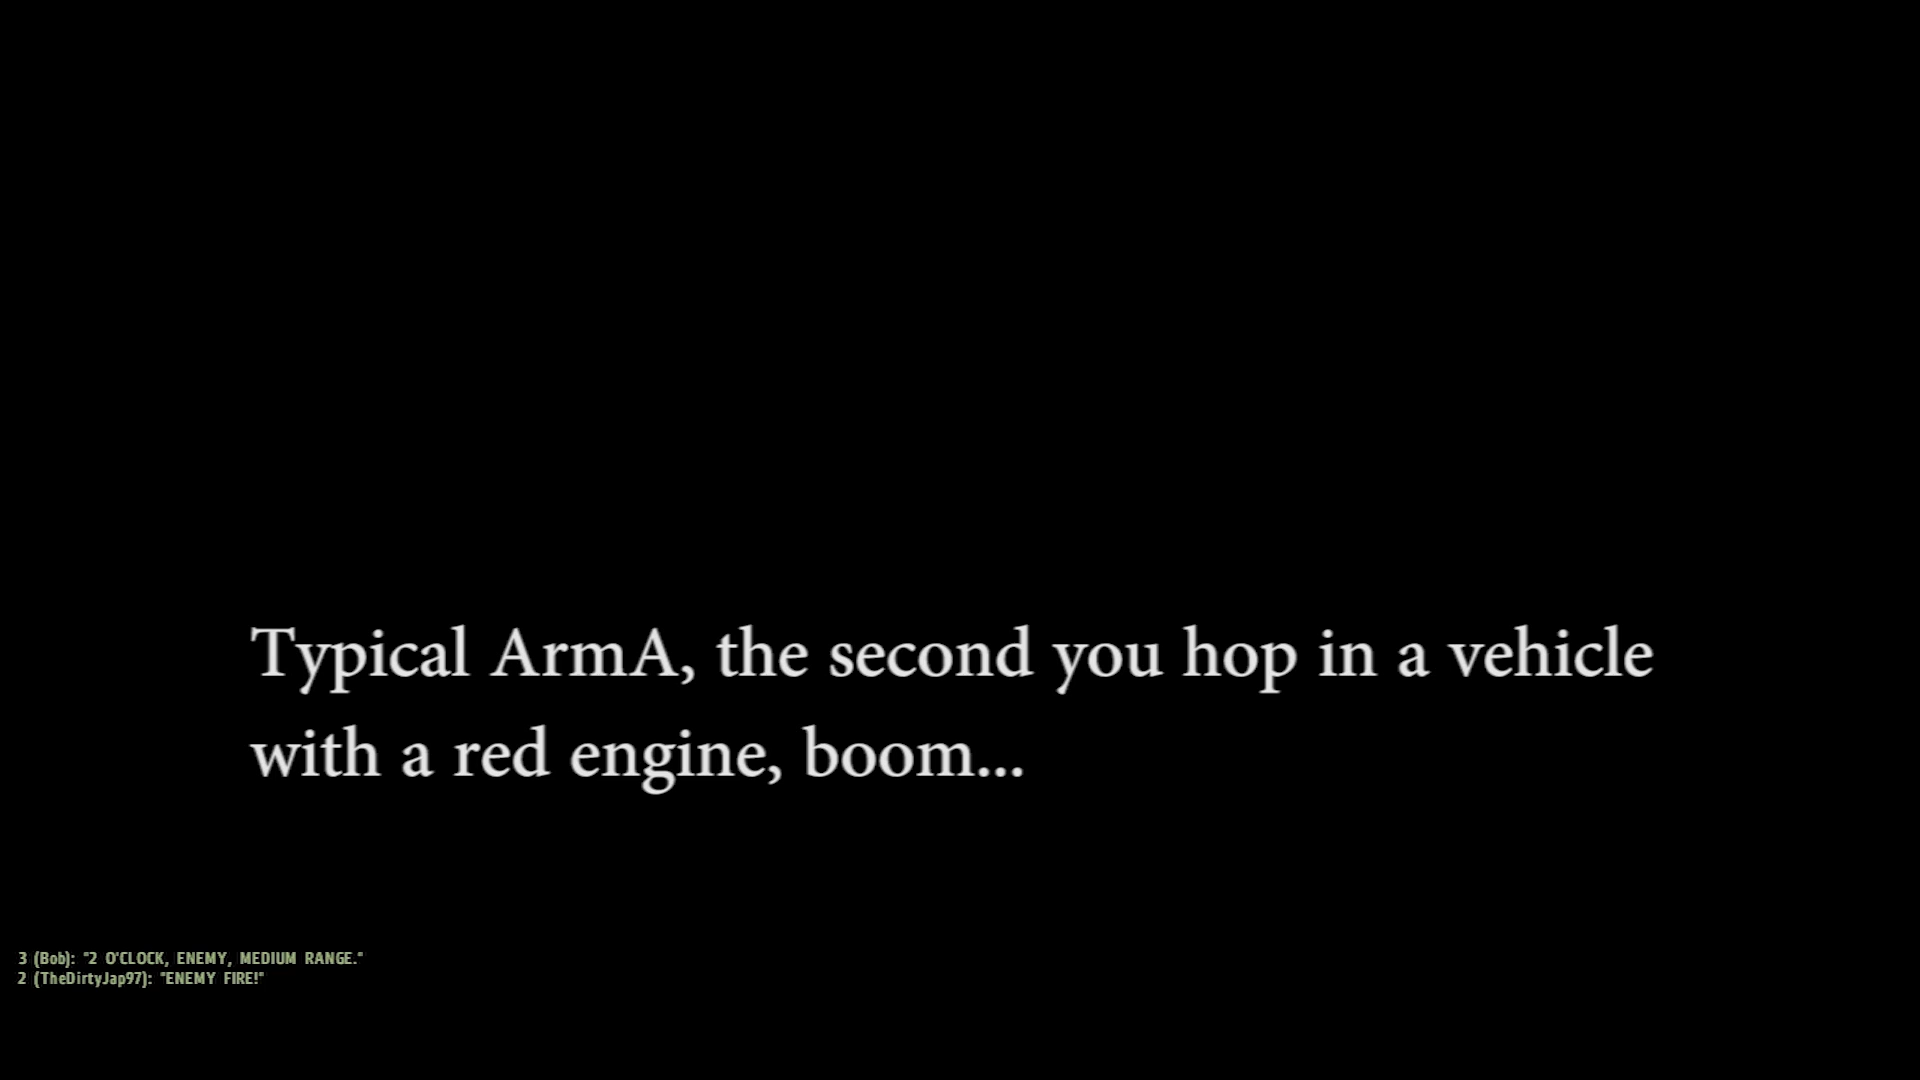 Typical ArmA, the second you hop in a vehicle
with a red engine, boom...
3 (Bob): "2 O'CLOCK, ENEMY, MEDIUM RANGE."
2 (TheDirtyJap97): "ENEMY FIRE!"